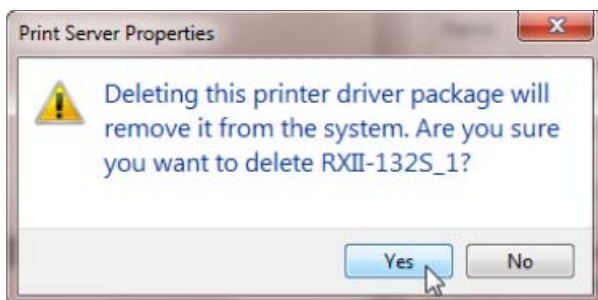 Print Server Properties
Deleting this printer driver package will
remove it from the system. Are you sure
you want to delete RXII-132S_1?
Yes
No